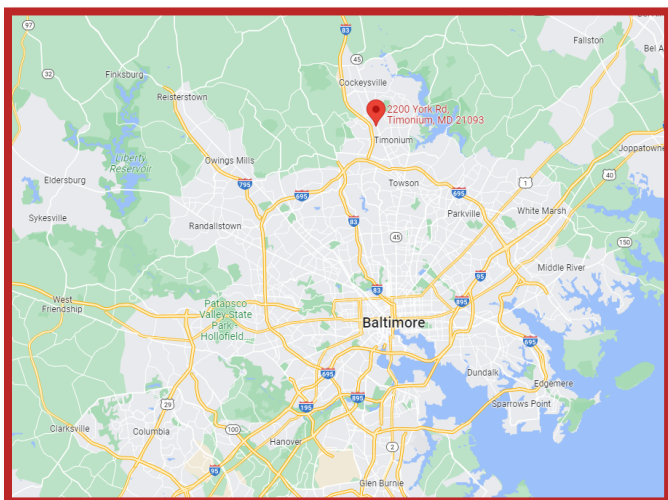 97
83
Fallston
45
Bel A
32
Finksburg
Cockeysville
Reisterstown
2200 York Rd,
Timonium, MD 21093
Timonium
Joppatowne
Liberty
Reservoir
Owings Mills
40
Eldersburg
795
695
Towson
695
1
Parkville
White Marsh
Sykesville
Randallstown
83
45
150
Middle River
95
83
895
West
Friendship
Patapsco
Valley State
Park -
Hollofield
Baltimore
695
695
Dundalk
Edgemere
895
195
29
Sparrows Point
Clarksville
Columbia
100
Hanover
2
95
Glen Burnie